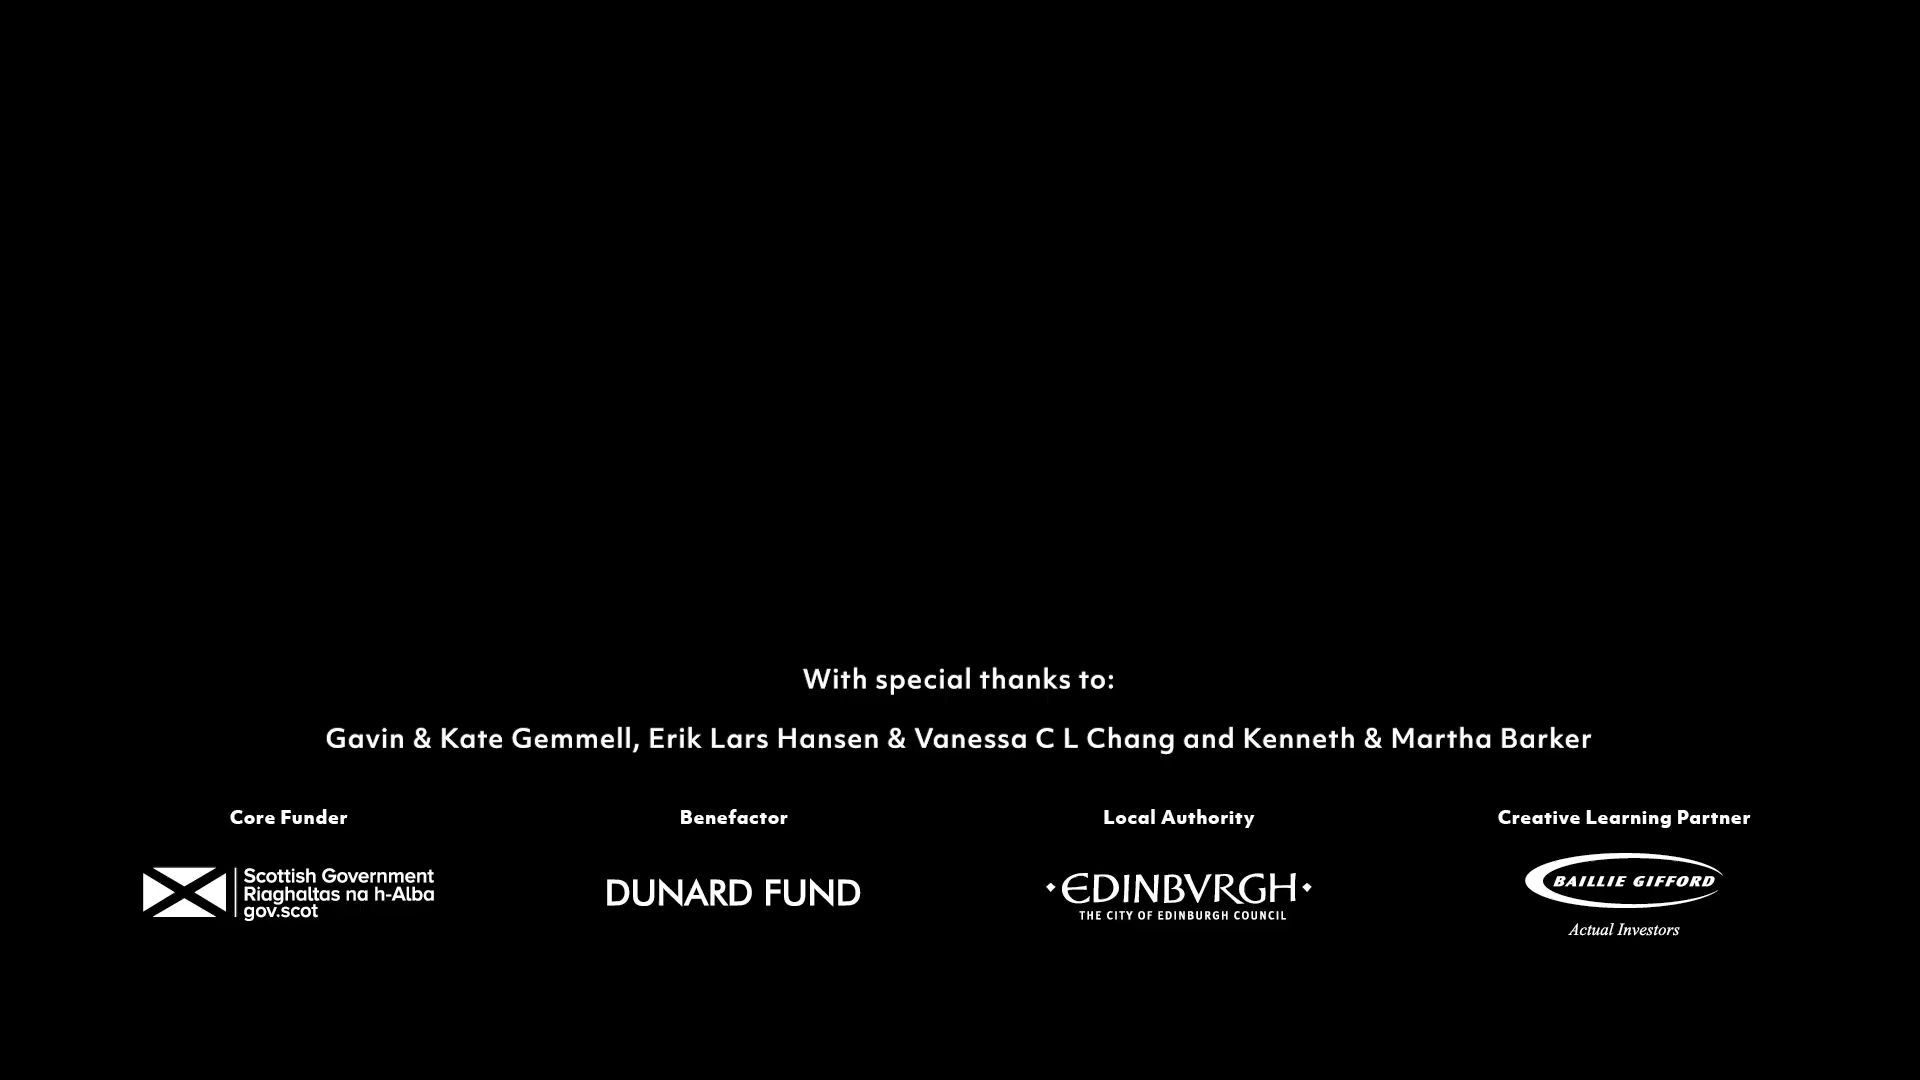 With special thanks to:
Gavin & Kate Gemmell, Erik Lars Hansen & Vanessa C L Chang and Kenneth & Martha Barker
Core Funder
Scottish Government
Riaghaltas na h-Alba
gov.scot
Benefactor
DUNARD FUND
Local Authority
EDINBVRGH
THE CITY OF EDINBURGH COUNCIL
Creative Learning Partner
BAILLIE GIFFORD
Actual Investors